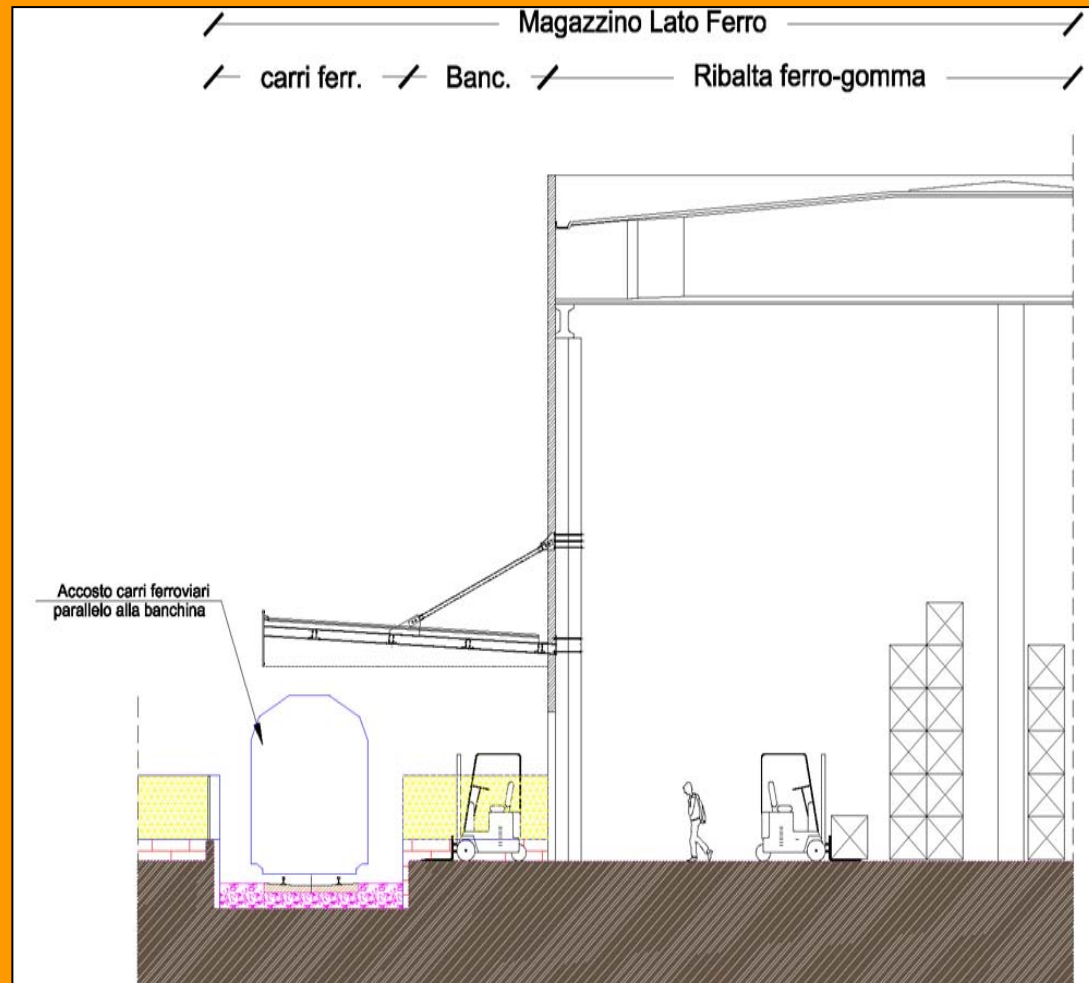 Magazzino Lato Ferro
carri ferr.
Banc.
Ribalta ferro-gomma
Accosto carri ferroviari
parallelo alla banchina